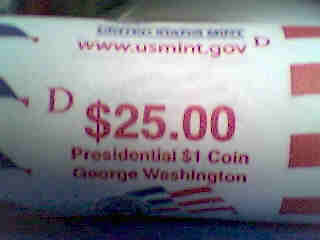 UNITED STATES MINT
www.usmint.gov D
D
$25.00
Presidential $1 Coin
George Washington